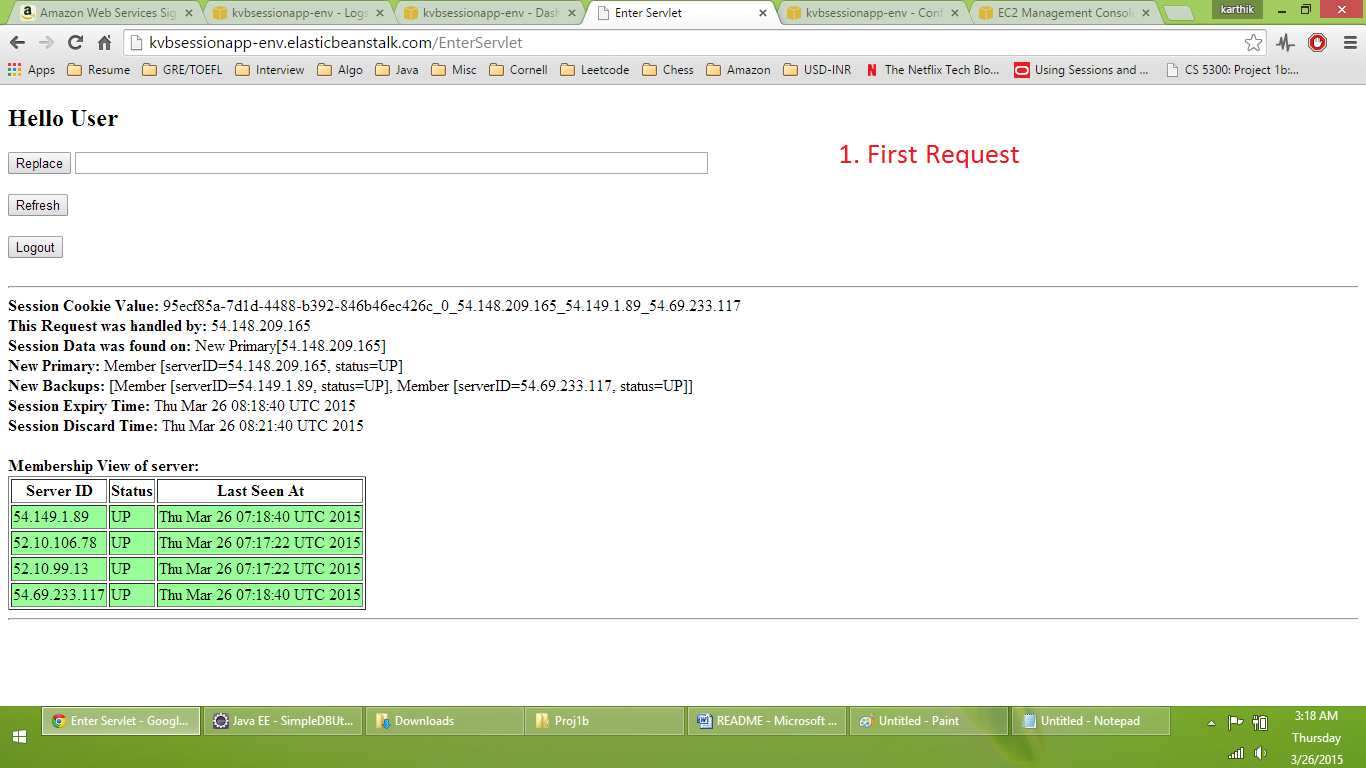 Amazon Web Services Sig
kvbsessionapp-env - Logs
kvbsessionapp-env - Dash
Enter Servlet
kvbsessionapp-env - Conf
EC2 Management Console
karthik
kvbsessionapp-env.elasticbeanstalk.com/EnterServlet
Apps Resume GRE/TOEFL Interview Algo Java Misc Cornell Leetcode Chess Amazon USD-INR The Netflix Tech Blo... Using Sessions and ... CS 5300: Project 1b:...
Hello User
Replace
1. First Request
Refresh
Logout
Session Cookie Value: 95ecf85a-7d1d-4488-b392-846b46ec426c_0_54.148.209.165_54.149.1.89_54.69.233.117
This Request was handled by: 54.148.209.165
Session Data was found on: New Primary[54.148.209.165]
New Primary: Member [serverID=54.148.209.165, status=UP]
New Backups: [Member [serverID=54.149.1.89, status=UP], Member [serverID=54.69.233.117, status=UP]]
Session Expiry Time: Thu Mar 26 08:18:40 UTC 2015
Session Discard Time: Thu Mar 26 08:21:40 UTC 2015
Membership View of server:
Server ID Status Last Seen At
54.149.1.89 UP Thu Mar 26 07:18:40 UTC 2015
52.10.106.78 UP Thu Mar 26 07:17:22 UTC 2015
52.10.99.13 UP Thu Mar 26 07:17:22 UTC 2015
54.69.233.117 UP Thu Mar 26 07:18:40 UTC 2015
Enter Servlet - Googl... Java EE - SimpleDBUt... Downloads Proj1b README - Microsoft ... Untitled - Paint Untitled - Notepad
3:18 AM
Thursday
3/26/2015